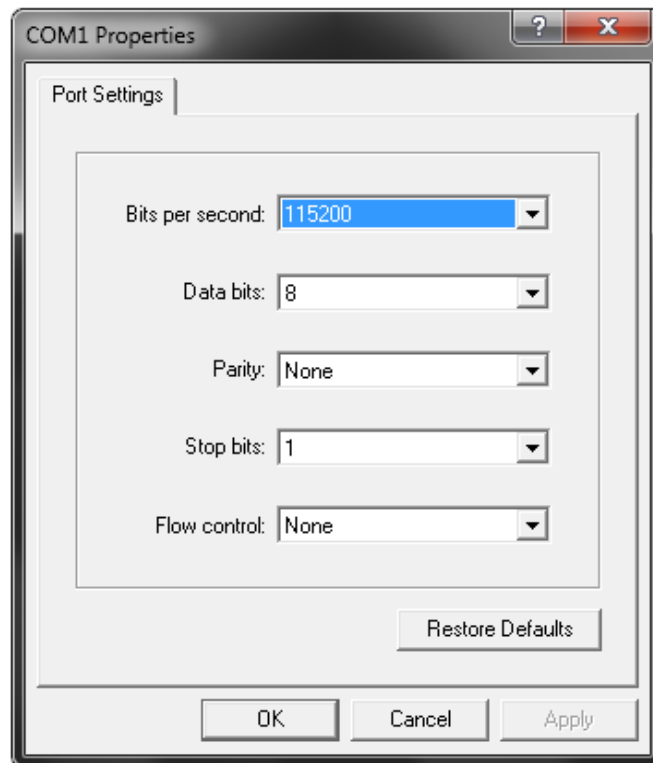 COM1 Properties ? X
Port Settings
Bits per second: 115200
Data bits: 8
Parity: None
Stop bits: 1
Flow control: None
Restore Defaults
OK Cancel Apply